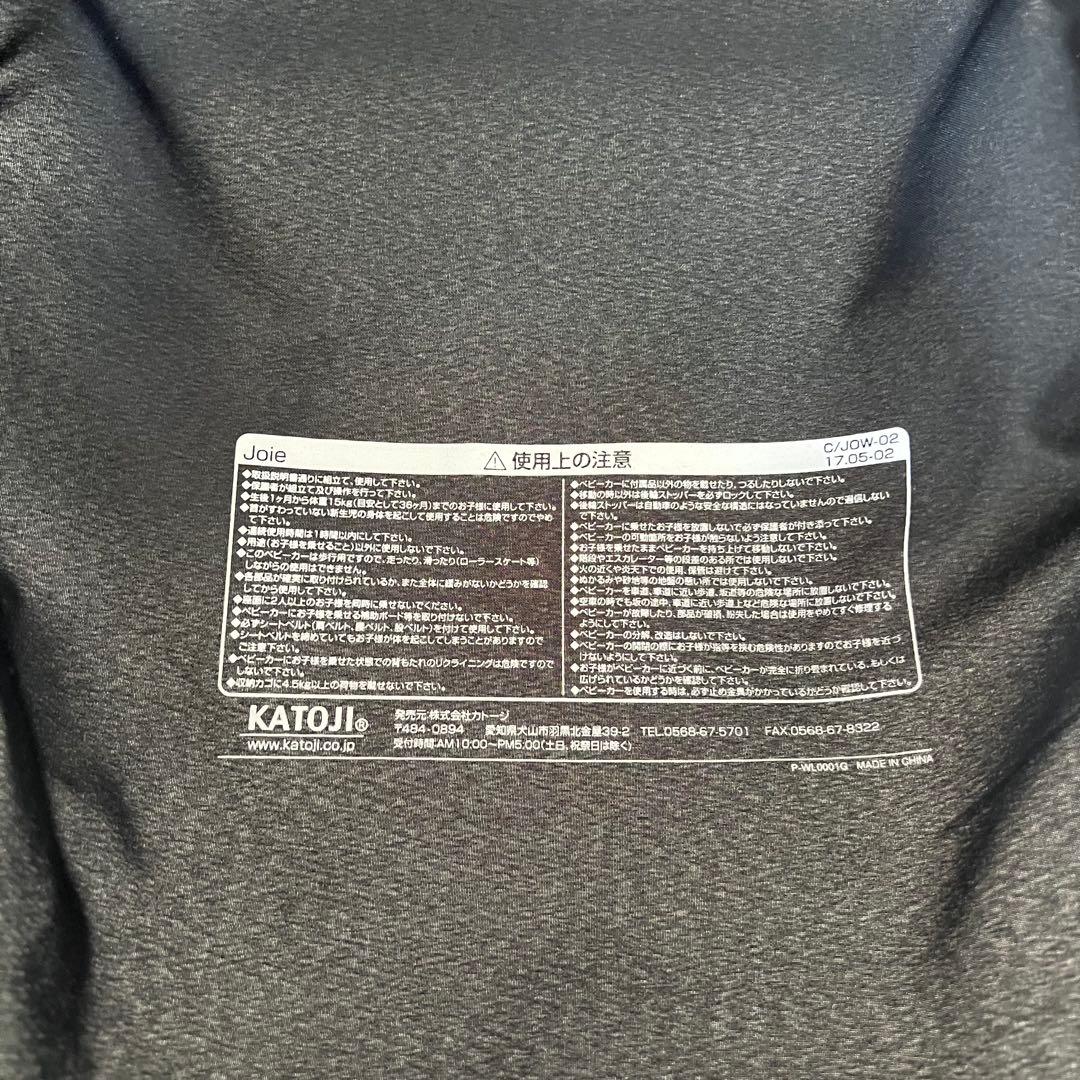 Joie
⚠使用上の注意
C/JOW-02
17.05-02
◆取扱説明書通りに組立て、使用して下さい。
◆保護者が組立て及び操作を行って下さい。
◆生後1ヶ月から体重15kg(目安として36ヶ月)までのお子様に使用して下さい。
◆首がすわっていない新生児の身体を起こして使用することは危険ですのでやめ
て下さい。
◆連続使用時間は1時間以内にして下さい。
◆用途(お子様を乗せること)以外に使用しないで下さい。
◆このベビーカーは歩行用ですので、走ったり、滑ったり(ローラースケート等)
しながらの使用はできません。
◆各部品が確実に取り付けられているか、また全体に緩みがないかどうかを確認
してから使用して下さい。
◆座面に2人以上のお子様を同時に乗せないでください。
◆ベビーカーにお子様を乗せる補助ボード等を取り付けないで下さい。
◆必ずシートベルト(肩ベルト、腰ベルト、股ベルト)を付けて使用して下さい。
◆シートベルトを締めていてもお子様が体を起こしてしまうことがありますので
ご注意下さい。
◆ベビーカーにお子様を乗せた状態での背もたれのリクライニングは危険ですので
しないで下さい。
◆収納カゴに4.5kg以上の荷物を載せないで下さい。
◆ベビーカーに付属品以外の物を載せたり、つるしたりしないで下さい。
◆移動の時以外は後輪ストッパーを必ずロックして下さい。
◆後輪ストッパーは自動車のような安全な構造にはなっていませんので過信しない
で下さい。
◆ベビーカーに乗せたお子様を放置しないで必ず保護者が付き添って下さい。
◆ベビーカーの可動箇所をお子様が触らないよう注意して下さい。
◆お子様を乗せたままベビーカーを持ち上げて移動しないで下さい。
◆階段やエスカレーター等の段差のある所では使用しないで下さい。
◆火の近くや炎天下での使用、保管は避けて下さい。
◆ぬかるみや砂地等の地盤の悪い所では使用しないで下さい。
◆ベビーカーを車道、車道に近い歩道、坂道等の危険な場所に放置しないで下さい。
◆空車の時でも坂の途中、車道に近い歩道上など危険な場所に放置しないで下さい。
◆ベビーカーが故障したり、部品が破損、紛失した場合は使用をやめてすぐ修理する
ようにして下さい。
◆ベビーカーの分解、改造はしないで下さい。
◆ベビーカーの開閉の際にお子様が指等を挟む危険性がありますのでお子様を近づ
けないようにして下さい。
◆お子様がベビーカーに近づく前に、ベビーカーが完全に折り畳まれている、もしくは
広げられているかどうかを確認して下さい。
◆ベビーカーを使用する時は、必ず止め金具がかかっているかどうか確認して下さい。
KATOJI®
www.katoji.co.jp
発売元:株式会社カトージ
〒484-0894 愛知県犬山市羽黒北金屋39-2 TEL.0568-67-5701 FAX.0568-67-8322
受付時間:AM10:00〜PM5:00(土日、祝祭日は除く)
P-WL0001G MADE IN CHINA